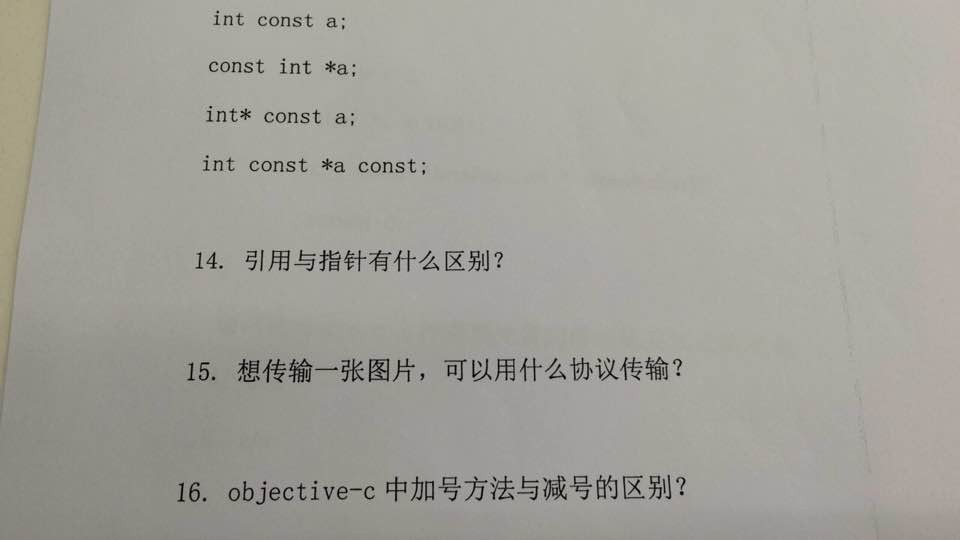 int const a;
const int *a;
int* const a;
int const *a const;
14. 引用与指针有什么区别?
15. 想传输一张图片，可以用什么协议传输?
16. objective-c 中加号方法与减号的区别?